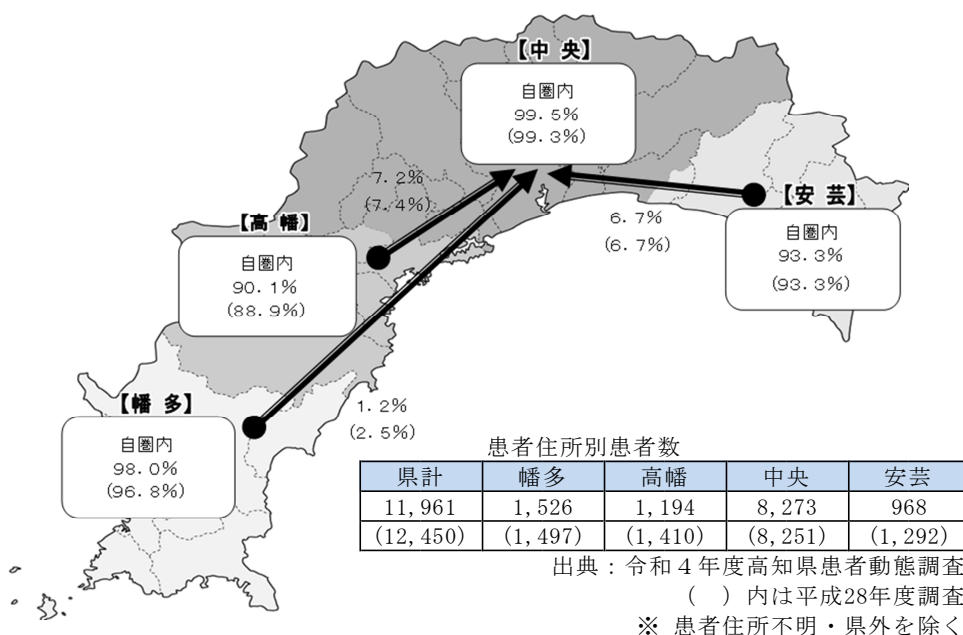 【中 央】
自圏内
99.5%
(99.3%)
7.2%
(7.4%)
【高 幡】
自圏内
90.1%
(88.9%)
6.7%
(6.7%)
【安 芸】
自圏内
93.3%
(93.3%)
【幡 多】
自圏内
98.0%
(96.8%)
1.2%
(2.5%)
患者住所別患者数
県計 幡多 高幡 中央 安芸
11,961 1,526 1,194 8,273 968
(12,450) (1,497) (1,410) (8,251) (1,292)
出典：令和４年度高知県患者動態調査
（　）内は平成28年度調査
※ 患者住所不明・県外を除く